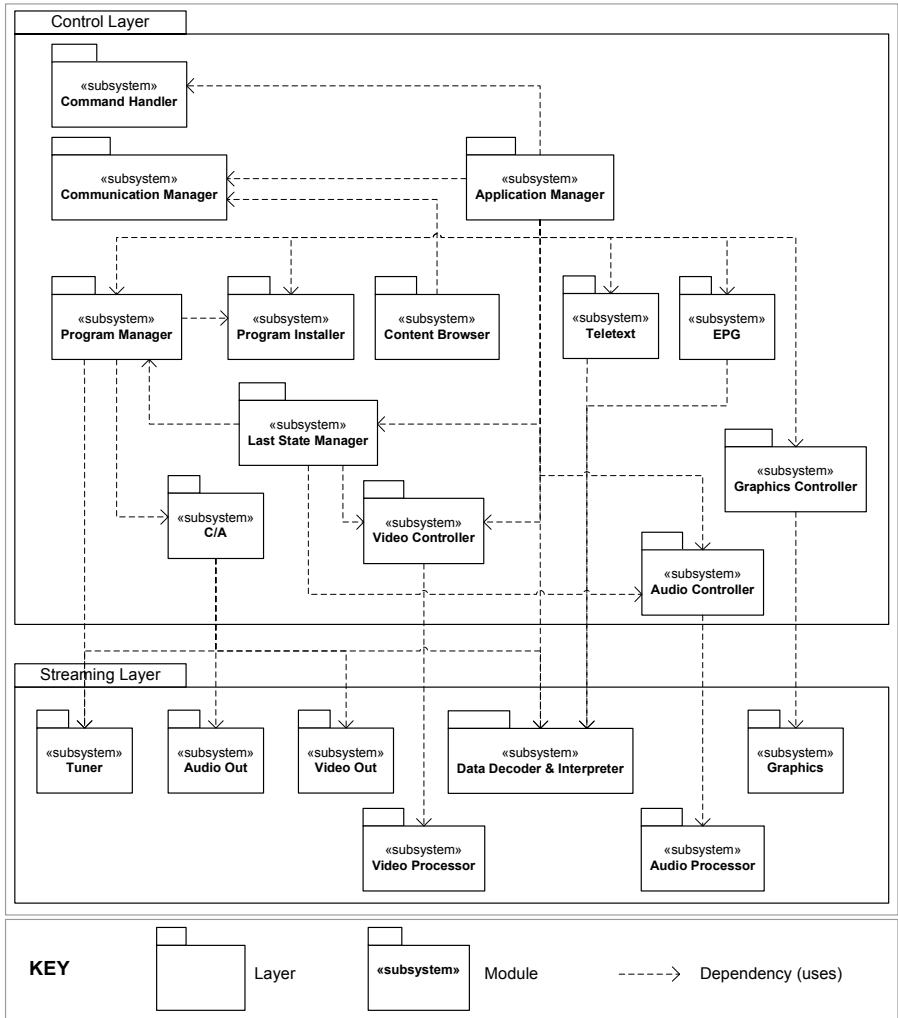 Control Layer
«subsystem»
Command Handler
«subsystem»
Communication Manager
«subsystem»
Application Manager
«subsystem»
Program Manager
«subsystem»
Program Installer
«subsystem»
Content Browser
«subsystem»
Teletext
«subsystem»
EPG
«subsystem»
Last State Manager
«subsystem»
Graphics Controller
«subsystem»
C/A
«subsystem»
Video Controller
«subsystem»
Audio Controller
Streaming Layer
«subsystem»
Tuner
«subsystem»
Audio Out
«subsystem»
Video Out
«subsystem»
Data Decoder & Interpreter
«subsystem»
Graphics
«subsystem»
Video Processor
«subsystem»
Audio Processor
KEY
Layer
«subsystem»
Module
Dependency (uses)